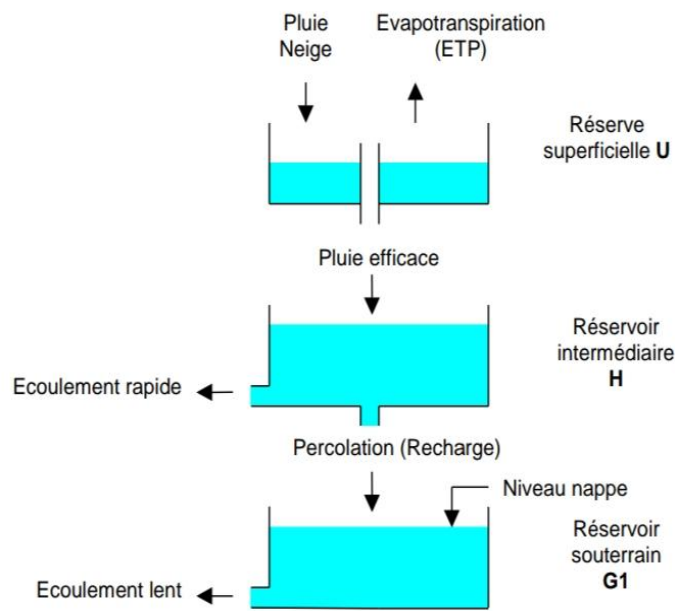 Pluie
Neige
Evapotranspiration
(ETP)
Réserve
superficielle U
Pluie efficace
Réservoir
intermédiaire
H
Ecoulement rapide
Percolation (Recharge)
Niveau nappe
Réservoir
souterrain
G1
Ecoulement lent